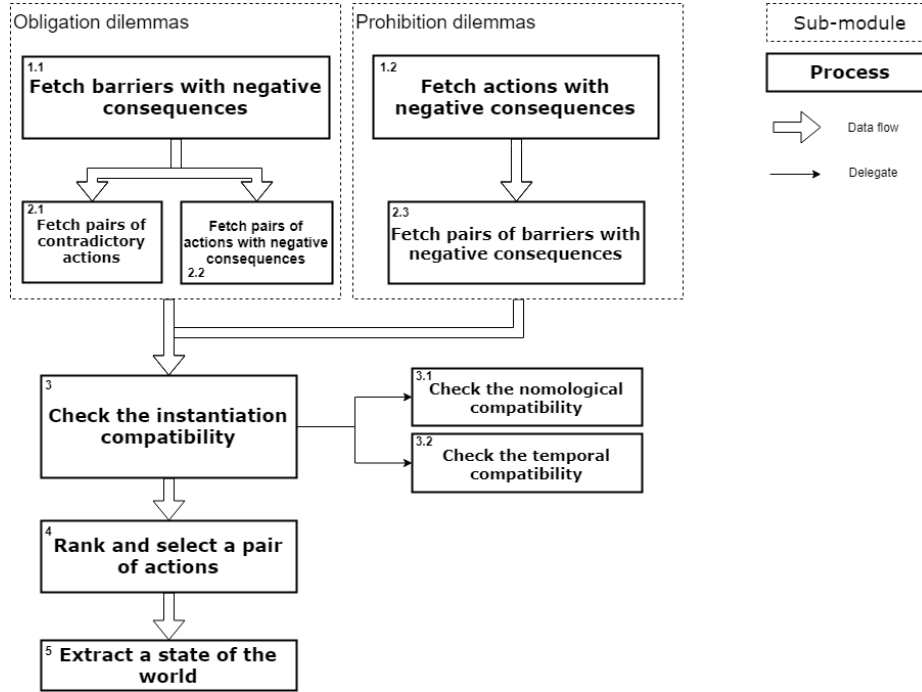 Obligation dilemmas
1.1
Fetch barriers with negative
consequences
2.1
Fetch pairs of
contradictory
actions
Fetch pairs of
actions with negative
consequences
2.2
Prohibition dilemmas
1.2
Fetch actions with
negative consequences
2.3
Fetch pairs of barriers with
negative consequences
Sub-module
Process
Data flow
Delegate
3
Check the instantiation
compatibility
3.1
Check the nomological
compatibility
3.2
Check the temporal
compatibility
4
Rank and select a pair
of actions
5
Extract a state of the
world